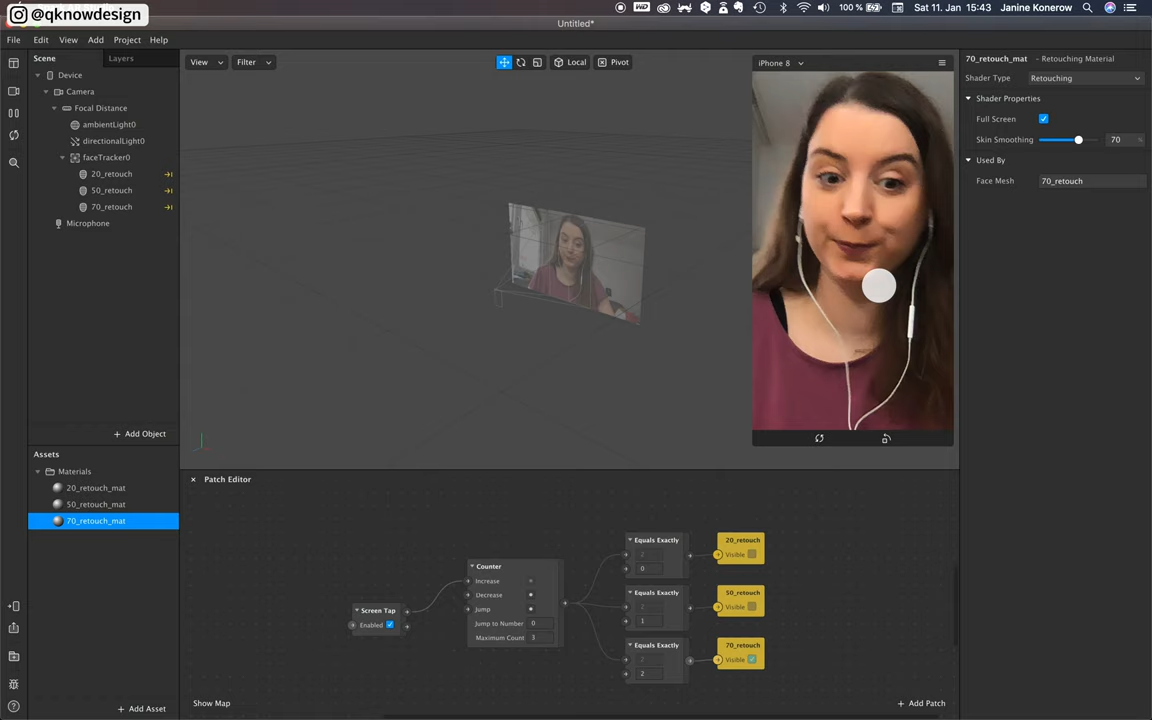 @qknowdesign
100 %
Sat 11. Jan 15:43
Janine Konerow
Untitled*
File Edit View Add Project Help
Scene Layers
Device
Camera
Focal Distance
ambientLight0
directionalLight0
faceTracker0
20_retouch
50_retouch
70_retouch
Microphone
+ Add Object
Assets
Materials
20_retouch_mat
50_retouch_mat
70_retouch_mat
+ Add Asset
View Filter Local Pivot
iPhone 8
70_retouch_mat - Retouching Material
Shader Type Retouching
Shader Properties
Full Screen
Skin Smoothing 70 %
Used By
Face Mesh 70_retouch
Patch Editor
Screen Tap
Enabled
Counter
Increase
Decrease
Jump
Jump to Number 0
Maximum Count 3
Equals Exactly
2
0
20_retouch
Visible
Equals Exactly
2
1
50_retouch
Visible
Equals Exactly
2
2
70_retouch
Visible
Show Map
+ Add Patch